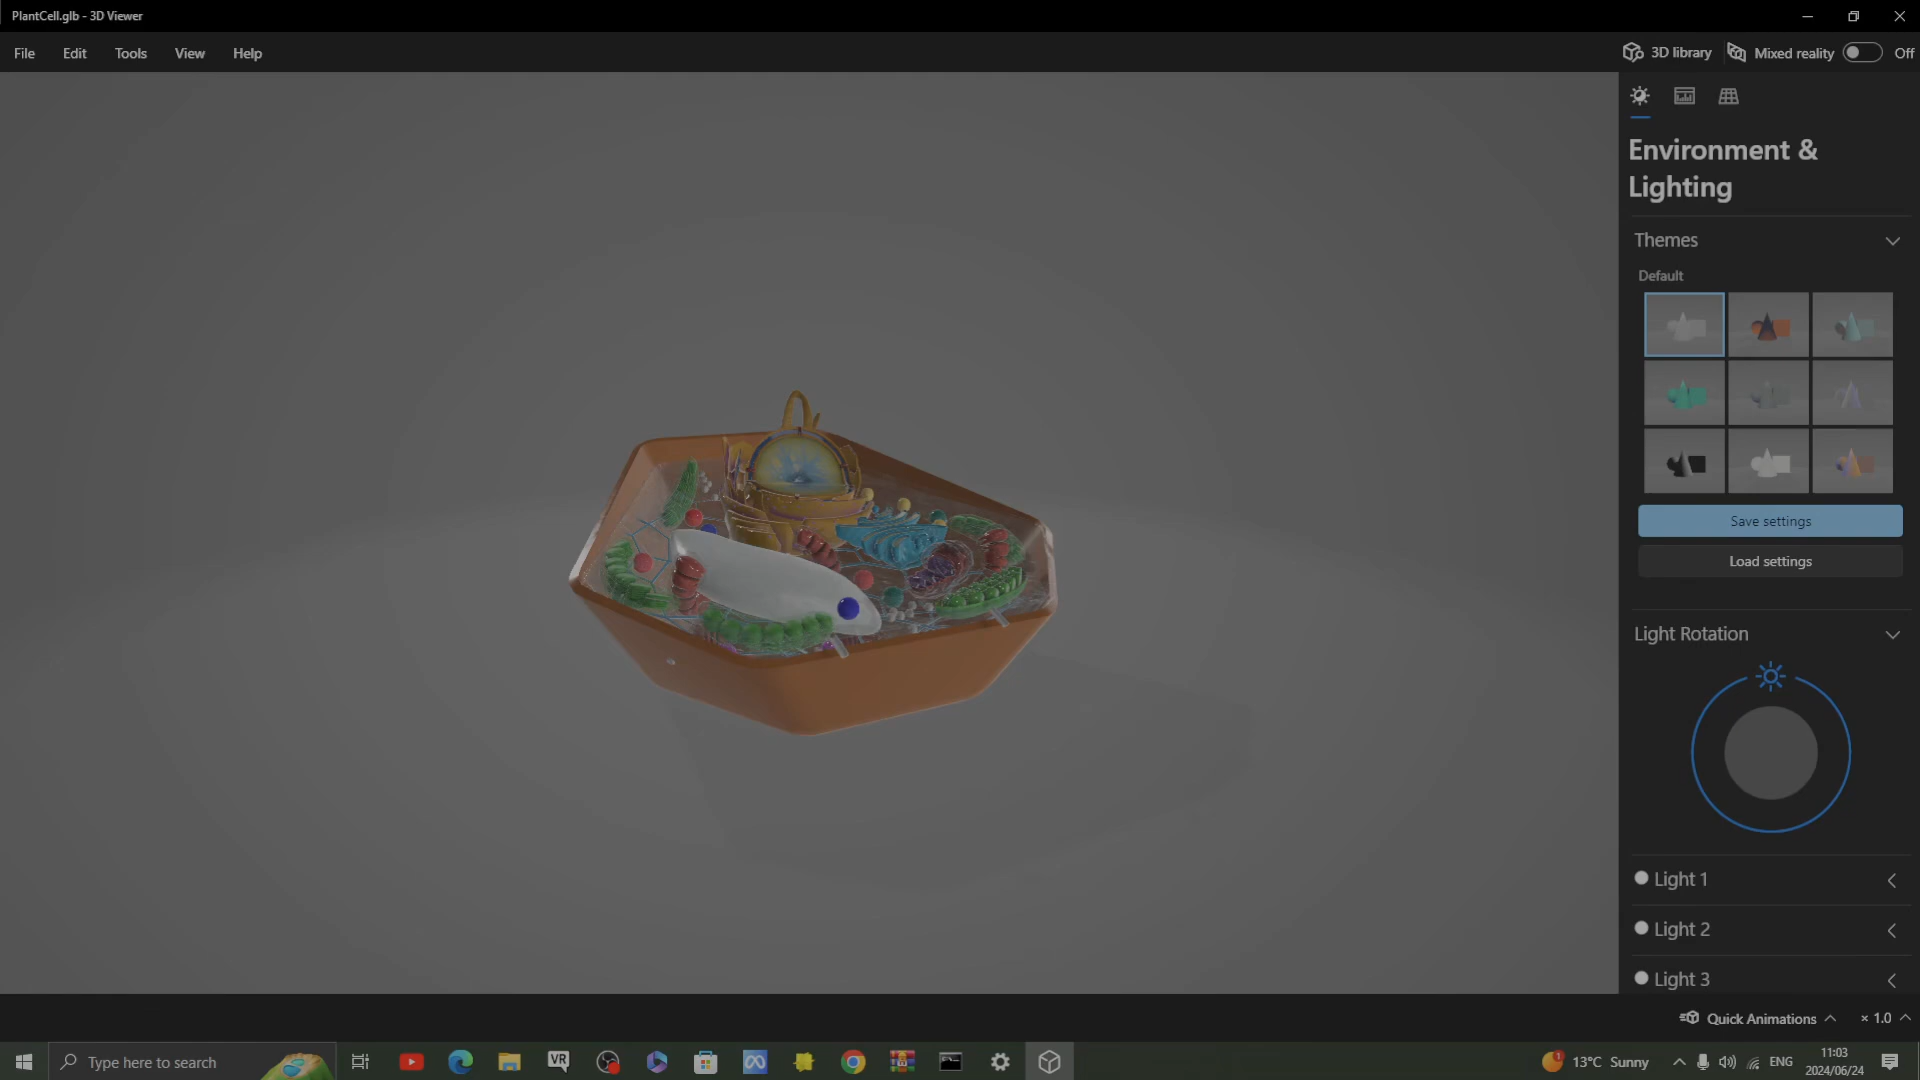 PlantCell.glb - 3D Viewer
File Edit Tools View Help
3D library Mixed reality Off
Environment &
Lighting
Themes
Default
Save settings
Load settings
Light Rotation
Light 1
Light 2
Light 3
Quick Animations × 1.0
Type here to search
VR
1
13°C Sunny
ENG
11:03
2024/06/24